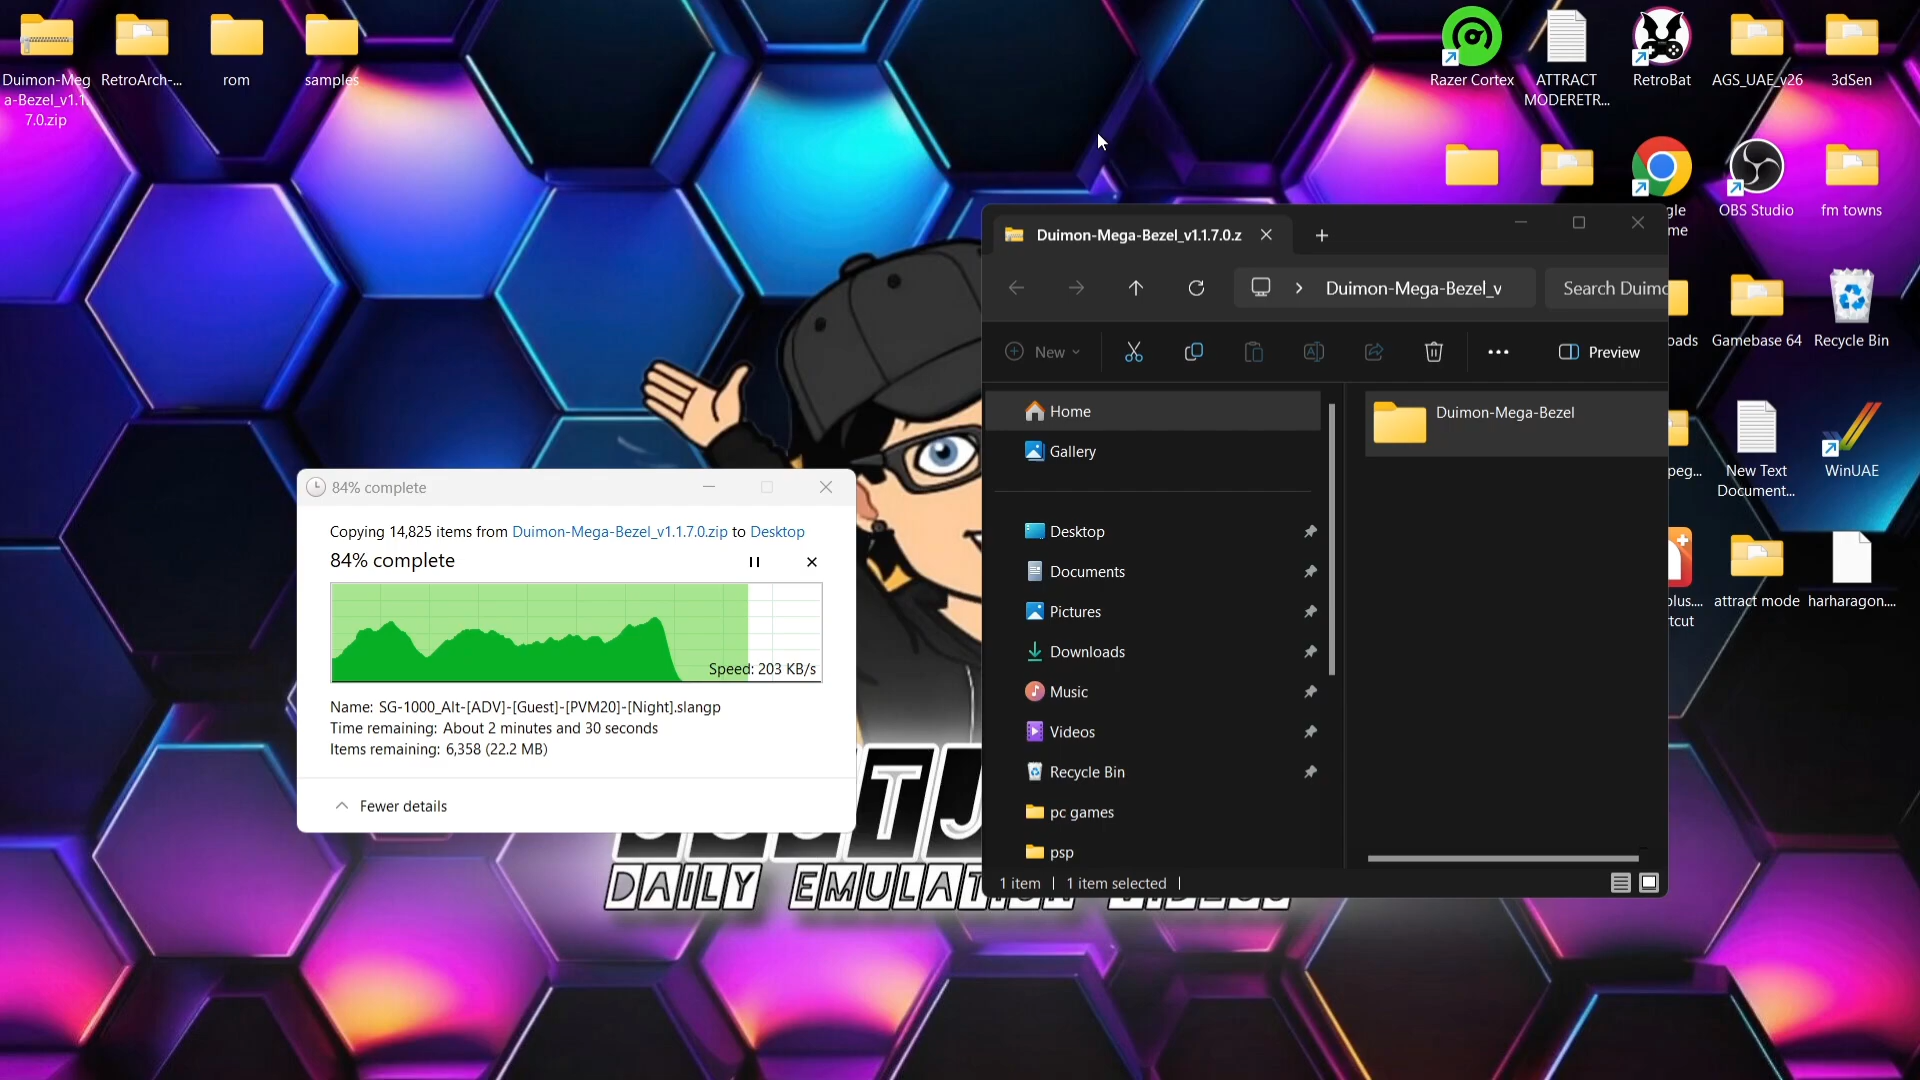 Duimon-Meg
a-Bezel_v1.1.
7.0.zip
RetroArch-...
rom
samples
Razer Cortex
ATTRACT
MODERETR...
RetroBat
AGS_UAE_v26
3dSen
OBS Studio
fm towns
gle
me
oads
Gamebase 64
Recycle Bin
peg...
New Text
Document...
WinUAE
plus....
rtcut
attract mode
harharagon....
Duimon-Mega-Bezel_v1.1.7.0.z
Duimon-Mega-Bezel_v
Search Duimo
New
Preview
Home
Gallery
Desktop
Documents
Pictures
Downloads
Music
Videos
Recycle Bin
pc games
psp
Duimon-Mega-Bezel
1 item
1 item selected
84% complete
Copying 14,825 items from Duimon-Mega-Bezel_v1.1.7.0.zip to Desktop
84% complete
Speed: 203 KB/s
Name: SG-1000_Alt-[ADV]-[Guest]-[PVM20]-[Night].slangp
Time remaining: About 2 minutes and 30 seconds
Items remaining: 6,358 (22.2 MB)
Fewer details
DAILY EMULATION VIDEOS